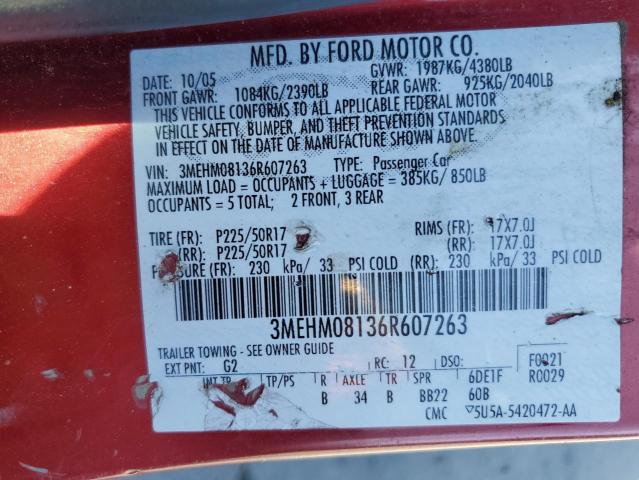 MFD. BY FORD MOTOR CO.
DATE: 10/05 GVWR: 1987KG/4380LB
FRONT GAWR: 1084KG/2390LB REAR GAWR: 925KG/2040LB
THIS VEHICLE CONFORMS TO ALL APPLICABLE FEDERAL MOTOR
VEHICLE SAFETY, BUMPER, AND THEFT PREVENTION STANDARDS
IN EFFECT ON THE DATE OF MANUFACTURE SHOWN ABOVE.
VIN: 3MEHM08136R607263 TYPE: Passenger Car
MAXIMUM LOAD = OCCUPANTS + LUGGAGE = 385KG/ 850LB
OCCUPANTS = 5 TOTAL; 2 FRONT, 3 REAR
TIRE (FR): P225/50R17 RIMS (FR): 17X7.0J
(RR): P225/50R17 (RR): 17X7.0J
(FR): 230 kPa/ 33 PSI COLD (RR): 230 kPa/ 33 PSI COLD
3MEHM08136R607263
TRAILER TOWING - SEE OWNER GUIDE
EXT PNT: G2 RC: 12 DSO: F0021
R0029
INT TR TP/PS R AXLE TR SPR 6DE1F
B 34 B BB22 60B
CMC ▽5U5A-5420472-AA